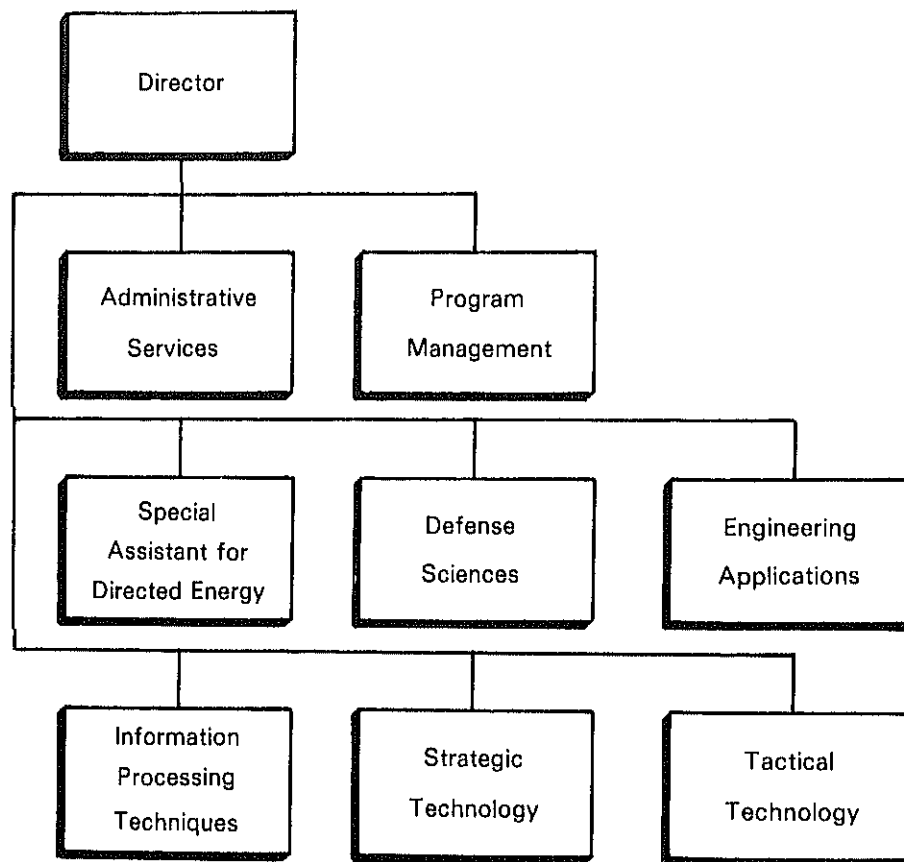 Director
Administrative
Services
Program
Management
Special
Assistant for
Directed Energy
Defense
Sciences
Engineering
Applications
Information
Processing
Techniques
Strategic
Technology
Tactical
Technology